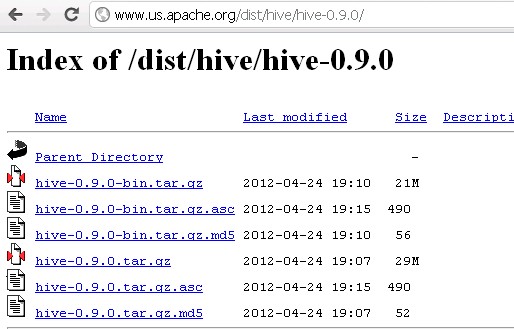 www.us.apache.org/dist/hive/hive-0.9.0/
Index of /dist/hive/hive-0.9.0
Name Last modified Size Descripti
Parent Directory -
hive-0.9.0-bin.tar.gz 2012-04-24 19:10 21M
hive-0.9.0-bin.tar.gz.asc 2012-04-24 19:15 490
hive-0.9.0-bin.tar.gz.md5 2012-04-24 19:10 56
hive-0.9.0.tar.gz 2012-04-24 19:07 29M
hive-0.9.0.tar.gz.asc 2012-04-24 19:15 490
hive-0.9.0.tar.gz.md5 2012-04-24 19:07 52